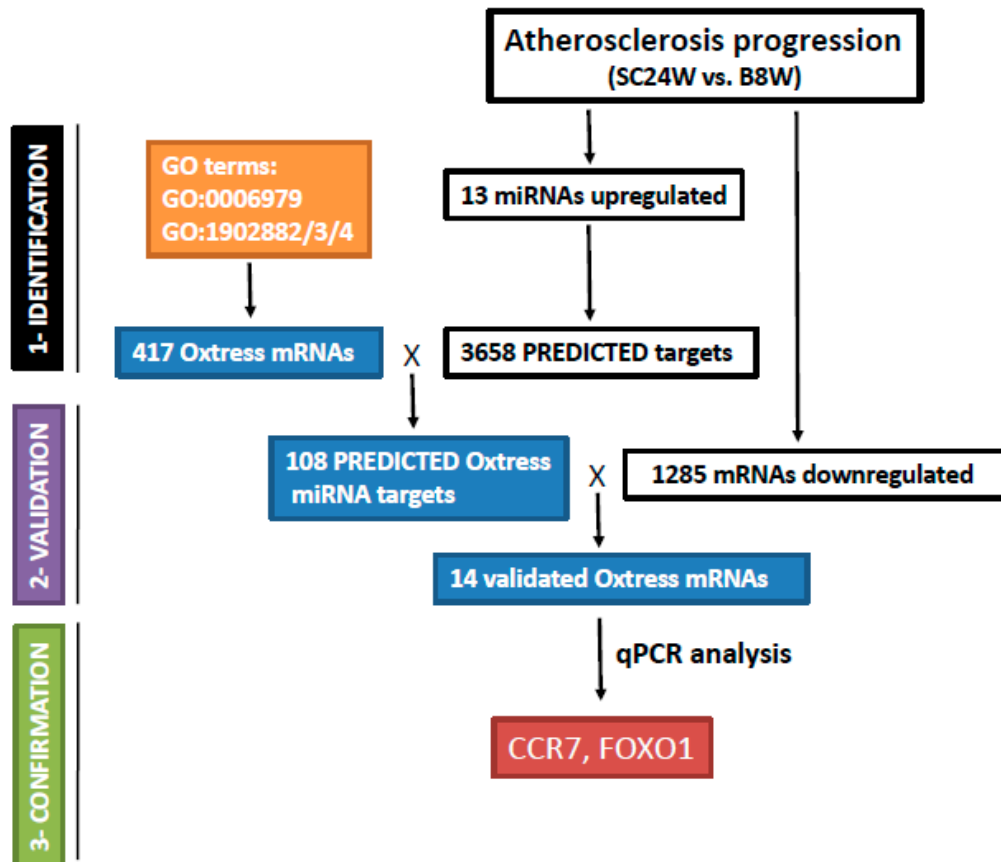 Atherosclerosis progression
(SC24W vs. B8W)
1- IDENTIFICATION
GO terms:
GO:0006979
GO:1902882/3/4
13 miRNAs upregulated
417 Oxtress mRNAs
X
3658 PREDICTED targets
2- VALIDATION
108 PREDICTED Oxtress
miRNA targets
X
1285 mRNAs downregulated
14 validated Oxtress mRNAs
3- CONFIRMATION
qPCR analysis
CCR7, FOXO1